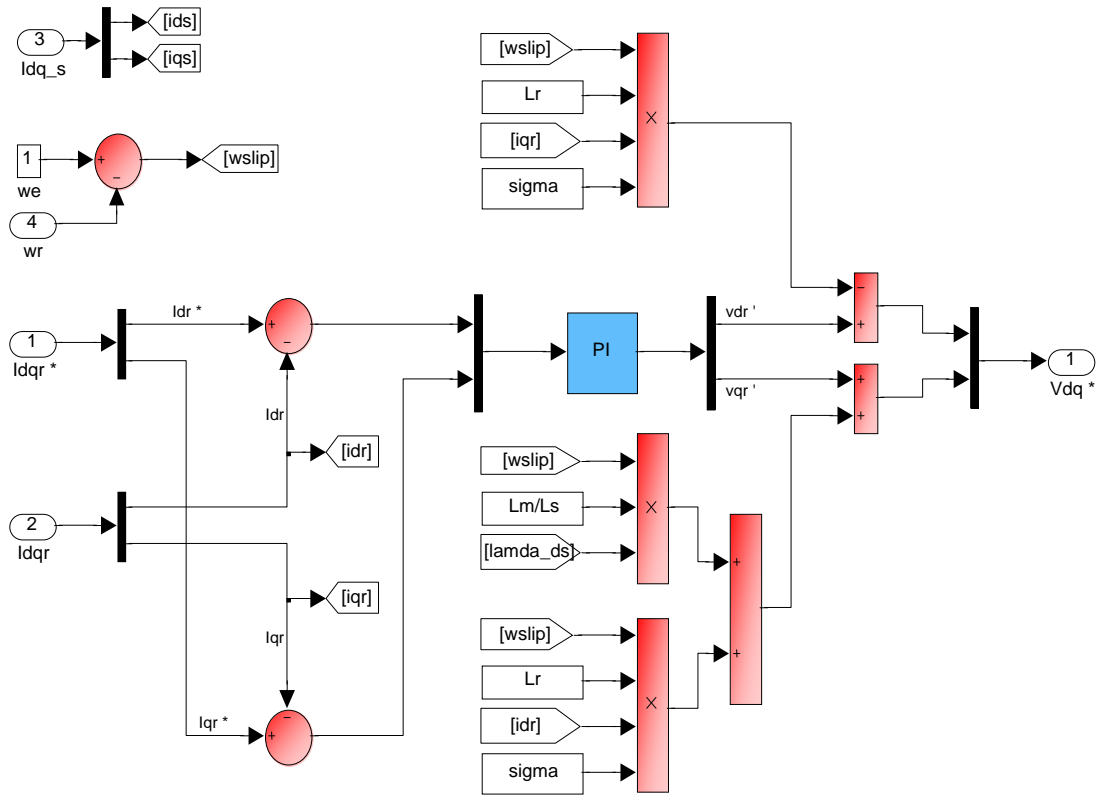 3
Idq_s
[ids]
[iqs]
1
we
+
−
[wslip]
4
wr
[wslip]
Lr
[iqr]
sigma
X
1
Idqr *
Idr *
+
−
Idr
[idr]
2
Idqr
[iqr]
Iqr
Iqr *
−
+
PI
vdr '
vqr '
−
+
+
+
1
Vdq *
[wslip]
Lm/Ls
[lamda_ds]
X
[wslip]
Lr
[idr]
sigma
X
+
+